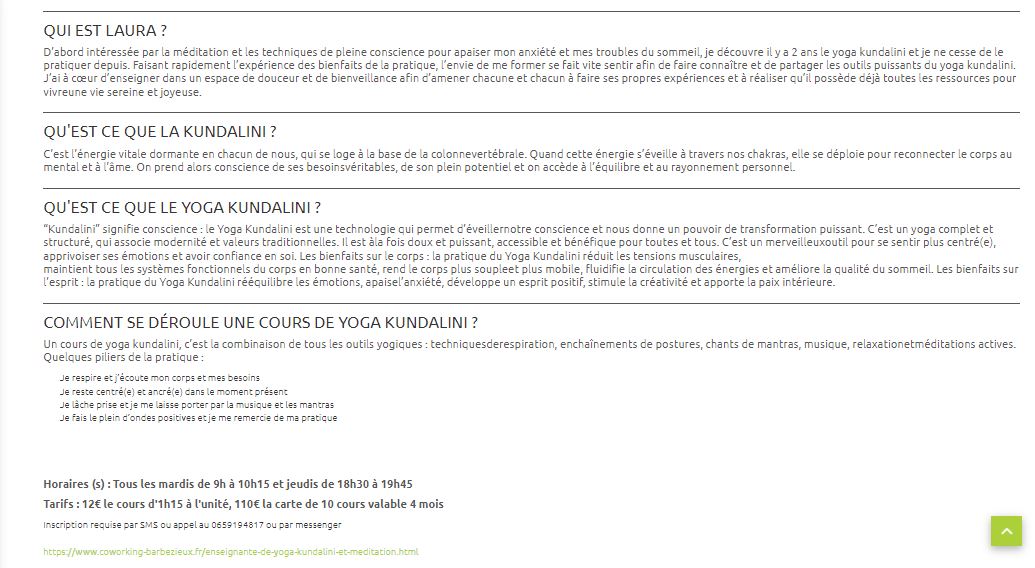 QUI EST LAURA ?
D’abord intéressée par la méditation et les techniques de pleine conscience pour apaiser mon anxiété et mes troubles du sommeil, je découvre il y a 2 ans le yoga kundalini et je ne cesse de le
pratiquer depuis. Faisant rapidement l’expérience des bienfaits de la pratique, l’envie de me former se fait vite sentir afin de faire connaître et de partager les outils puissants du yoga kundalini.
J’ai à cœur d’enseigner dans un espace de douceur et de bienveillance afin d’amener chacune et chacun à faire ses propres expériences et à réaliser qu’il possède déjà toutes les ressources pour
vivreune vie sereine et joyeuse.
QU'EST CE QUE LA KUNDALINI ?
C’est l’énergie vitale dormante en chacun de nous, qui se loge à la base de la colonnevertébrale. Quand cette énergie s’éveille à travers nos chakras, elle se déploie pour reconnecter le corps au
mental et à l’âme. On prend alors conscience de ses besoinsvéritables, de son plein potentiel et on accède à l’équilibre et au rayonnement personnel.
QU'EST CE QUE LE YOGA KUNDALINI ?
“Kundalini” signifie conscience : le Yoga Kundalini est une technologie qui permet d’éveillernotre conscience et nous donne un pouvoir de transformation puissant. C’est un yoga complet et
structuré, qui associe modernité et valeurs traditionnelles. Il est àla fois doux et puissant, accessible et bénéfique pour toutes et tous. C’est un merveilleuxoutil pour se sentir plus centré(e),
apprivoiser ses émotions et avoir confiance en soi. Les bienfaits sur le corps : la pratique du Yoga Kundalini réduit les tensions musculaires,
maintient tous les systèmes fonctionnels du corps en bonne santé, rend le corps plus soupleet plus mobile, fluidifie la circulation des énergies et améliore la qualité du sommeil. Les bienfaits sur
l’esprit : la pratique du Yoga Kundalini rééquilibre les émotions, apaisel’anxiété, développe un esprit positif, stimule la créativité et apporte la paix intérieure.
COMMENT SE DÉROULE UNE COURS DE YOGA KUNDALINI ?
Un cours de yoga kundalini, c’est la combinaison de tous les outils yogiques : techniquesderespiration, enchaînements de postures, chants de mantras, musique, relaxationetméditations actives.
Quelques piliers de la pratique :
Je respire et j’écoute mon corps et mes besoins
Je reste centré(e) et ancré(e) dans le moment présent
Je lâche prise et je me laisse porter par la musique et les mantras
Je fais le plein d’ondes positives et je me remercie de ma pratique
Horaires (s) : Tous les mardis de 9h à 10h15 et jeudis de 18h30 à 19h45
Tarifs : 12€ le cours d'1h15 à l'unité, 110€ la carte de 10 cours valable 4 mois
Inscription requise par SMS ou appel au 0659194817 ou par messenger
https://www.coworking-barbezieux.fr/enseignante-de-yoga-kundalini-et-meditation.html